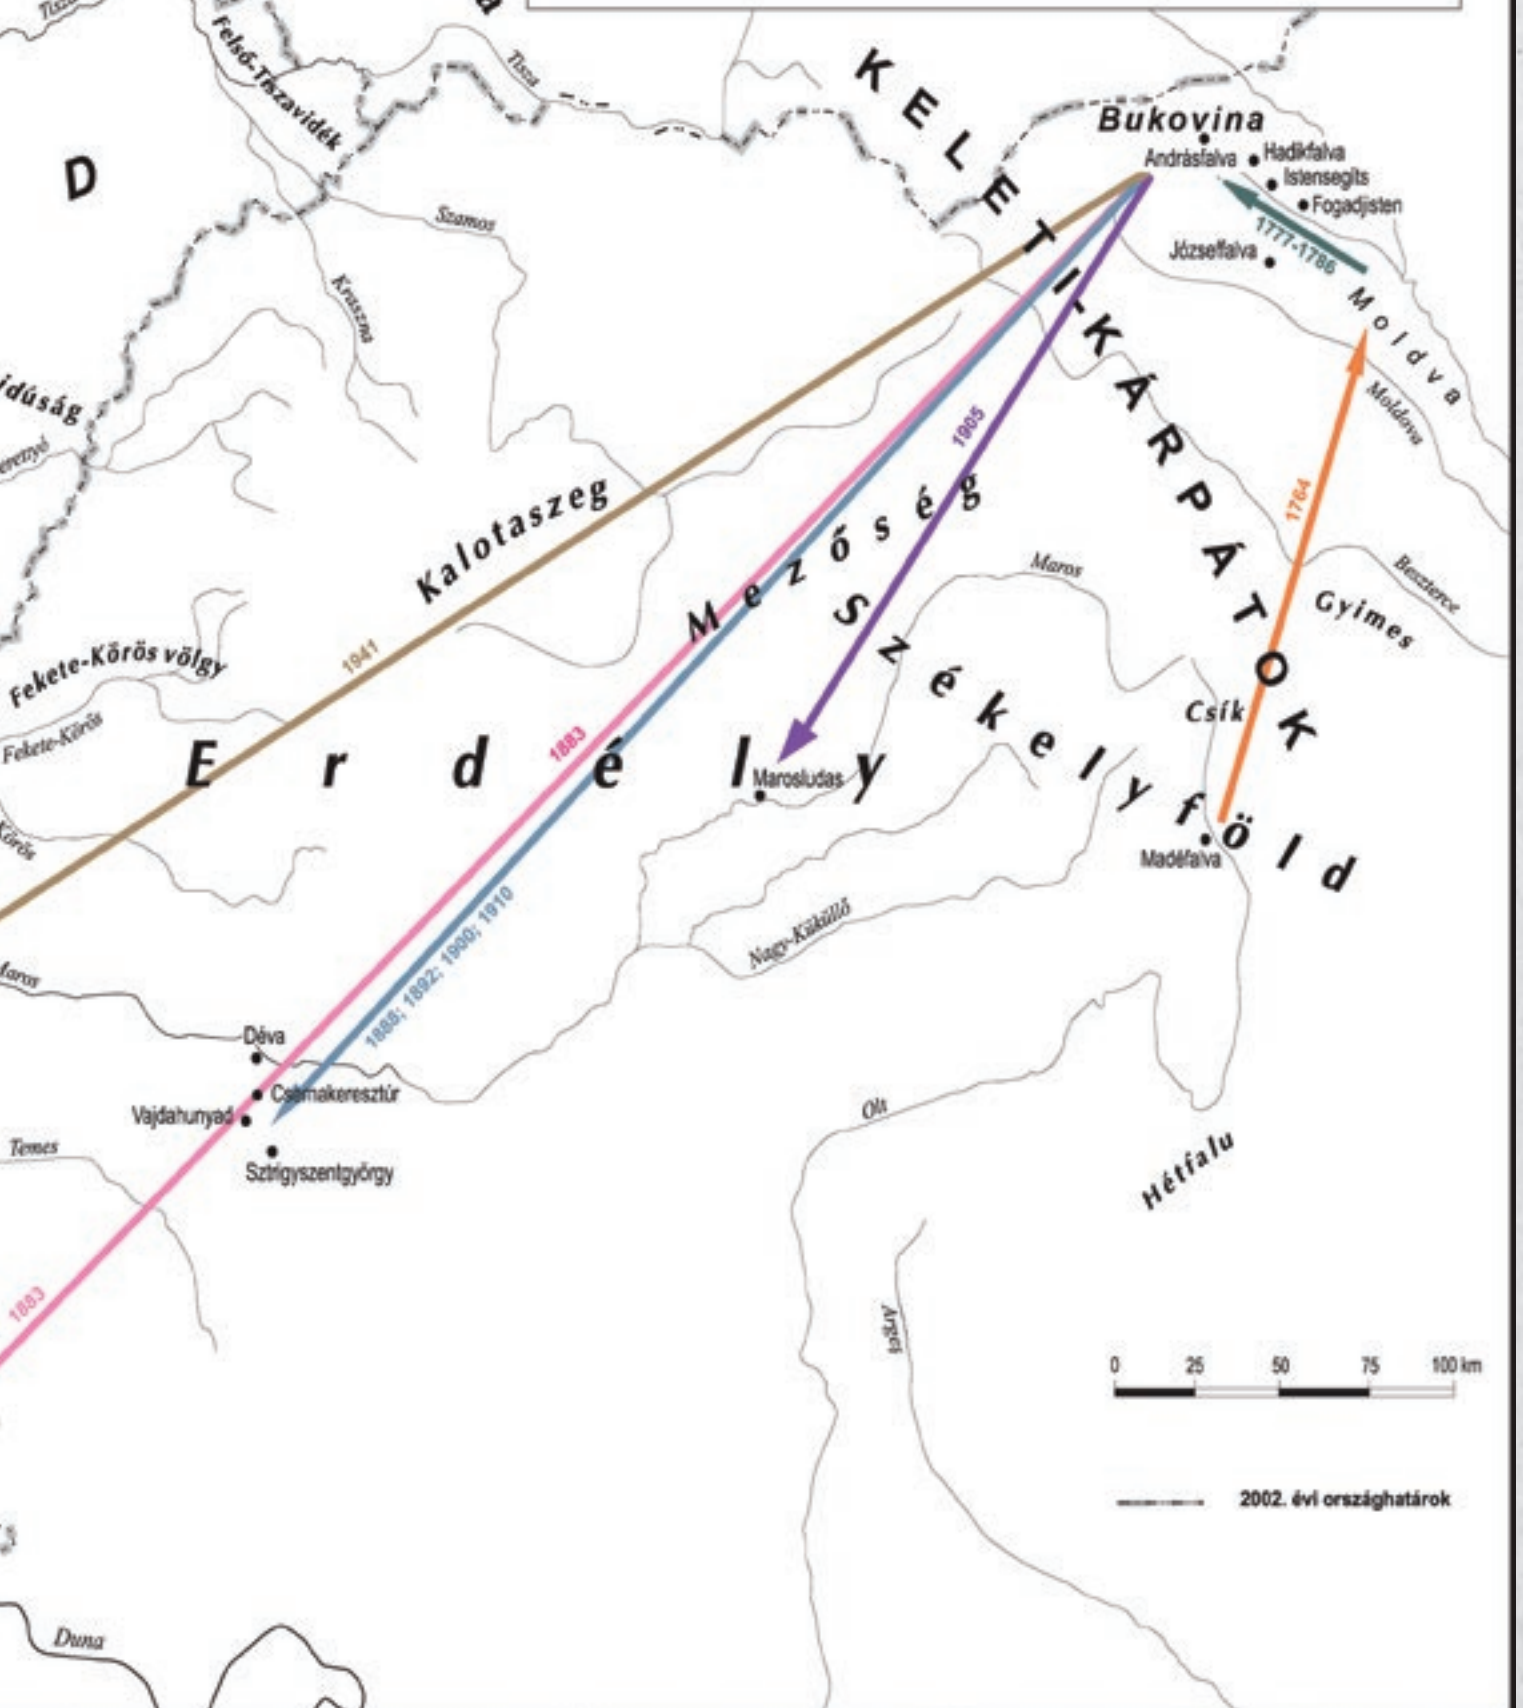 Felső-Tiszavidék
Tisza
KELETI-KÁRPÁTOK
Bukovina
Andrásfalva
Hadikfalva
Istensegíts
Fogadjisten
Józseffalva
1777-1786
Moldva
D
Szamos
Kraszna
Moldova
1905
1764
Kalotaszeg
Mezőség
Maros
Beszterce
Gyimes
Székelyföld
Fekete-Körös völgy
1941
Fekete-Körös
Csík
Erdély
1883
Marosludas
Körös
Madéfalva
1888; 1892; 1900; 1910
Nagy-Küküllő
Déva
Csernakeresztúr
Vajdahunyad
Temes
Sztrigyszentgyörgy
Olt
Hétfalu
1883
Argeş
0 25 50 75 100 km
2002. évi országhatárok
Duna